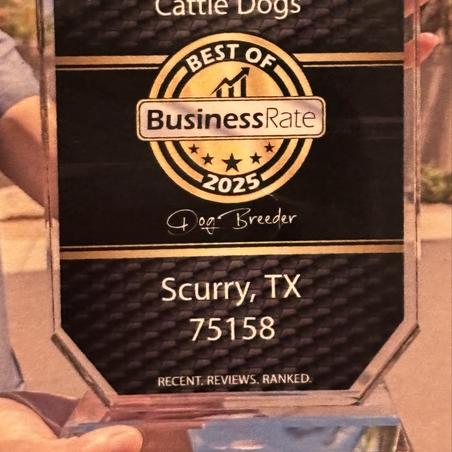 Cattle Dogs
BEST OF
BusinessRate
2025
Dog Breeder
Scurry, TX
75158
RECENT. REVIEWS. RANKED.